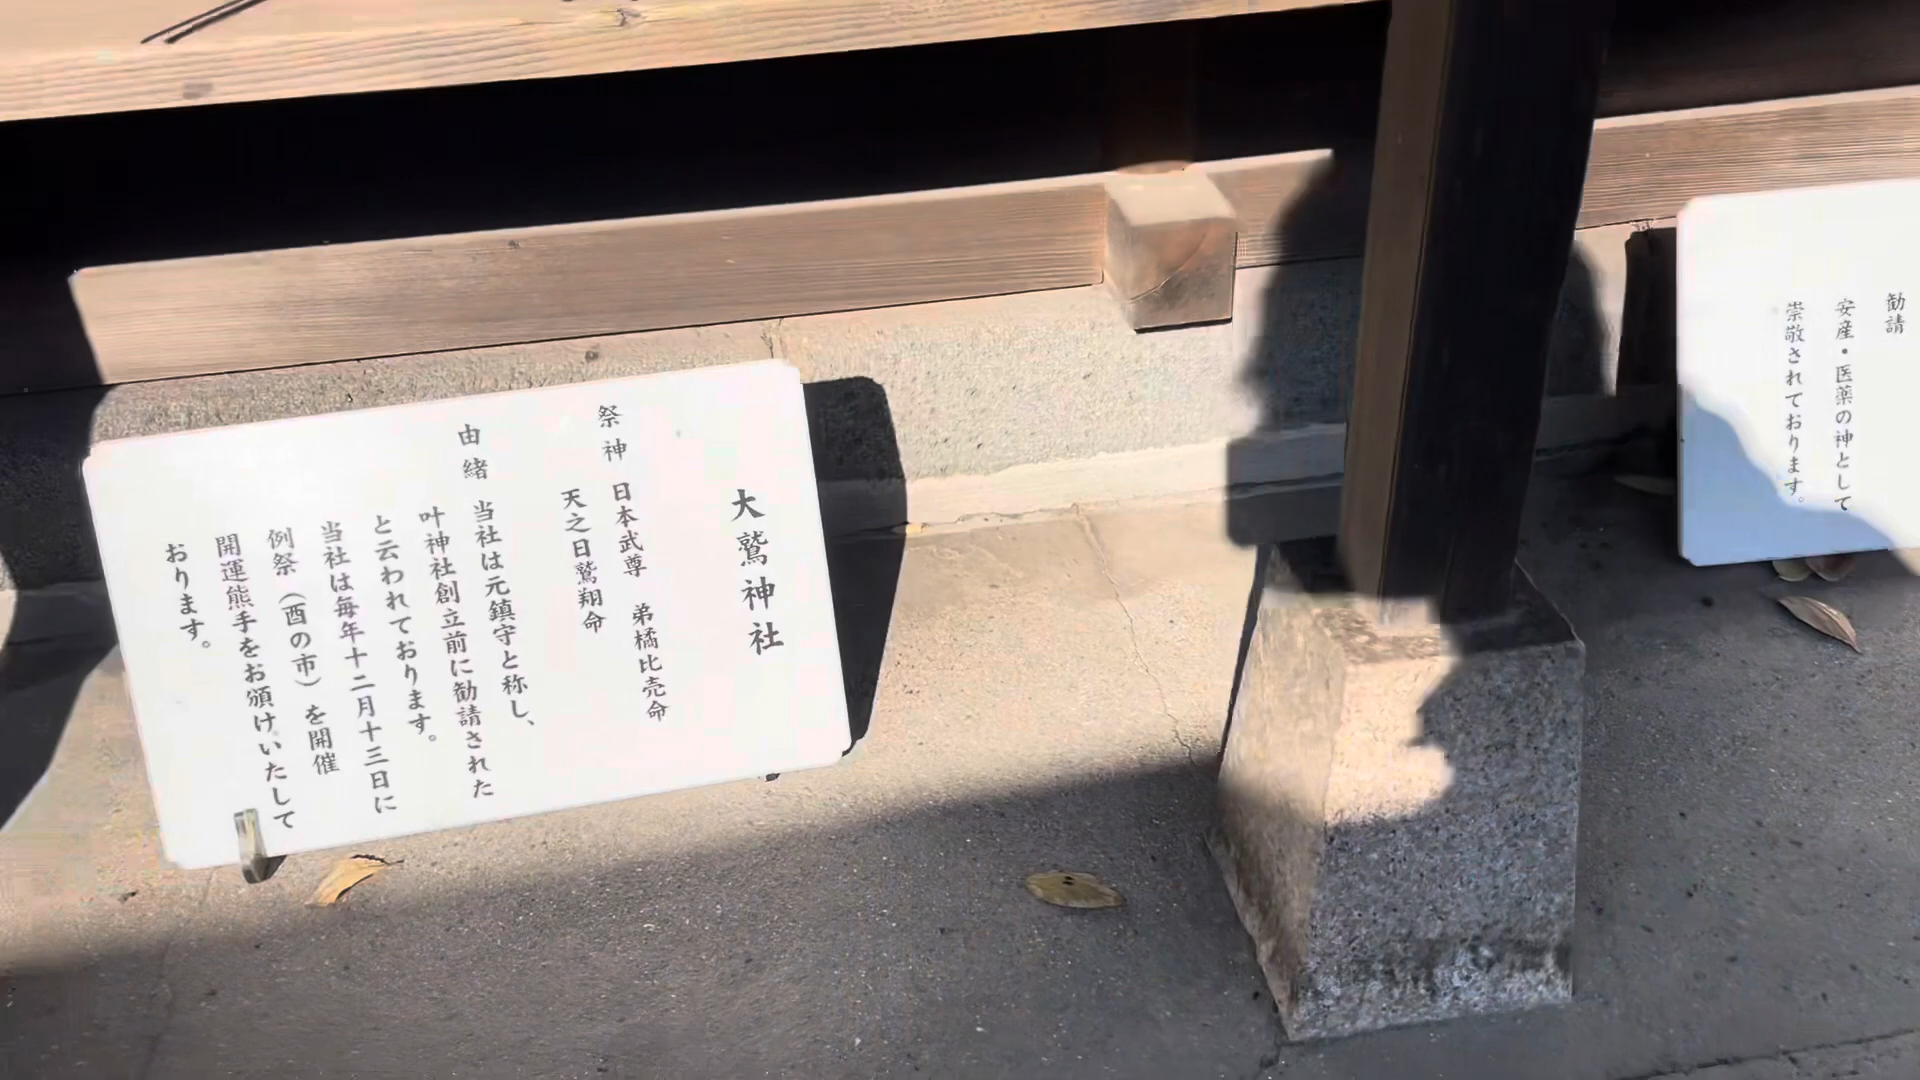 大鷲神社
祭神 日本武尊 弟橘比売命
天之日鷲翔命
由緒 当社は元鎮守と称し、
叶神社創立前に勧請された
と云われております。
当社は毎年十二月十三日に
例祭（酉の市）を開催
開運熊手をお頒けいたして
おります。
勧請
安産・医薬の神として
崇敬されております。